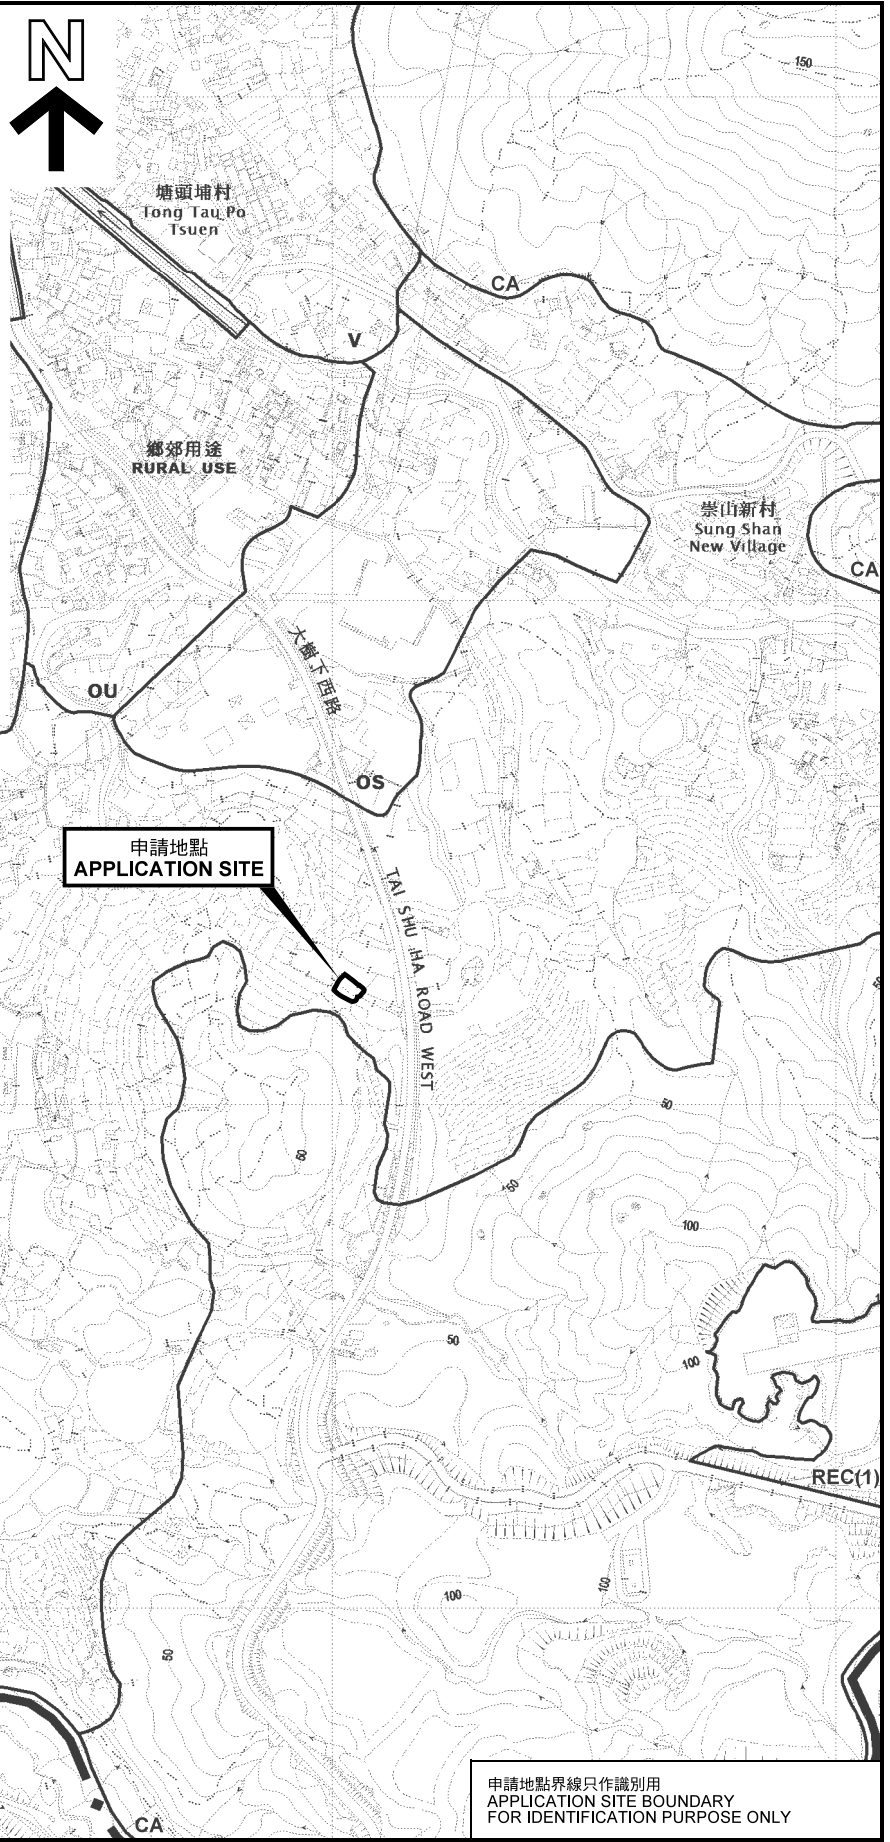 N
150
塘頭埔村
Tong Tau Po
Tsuen
CA
V
鄉郊用途
RURAL USE
崇山新村
Sung Shan
New Village
CA
大樹下西路
OU
OS
申請地點
APPLICATION SITE
TAI SHU HA ROAD WEST
50
50
60
50
100
50
100
REC(1)
100
100
50
申請地點界線只作識別用
APPLICATION SITE BOUNDARY
FOR IDENTIFICATION PURPOSE ONLY
CA